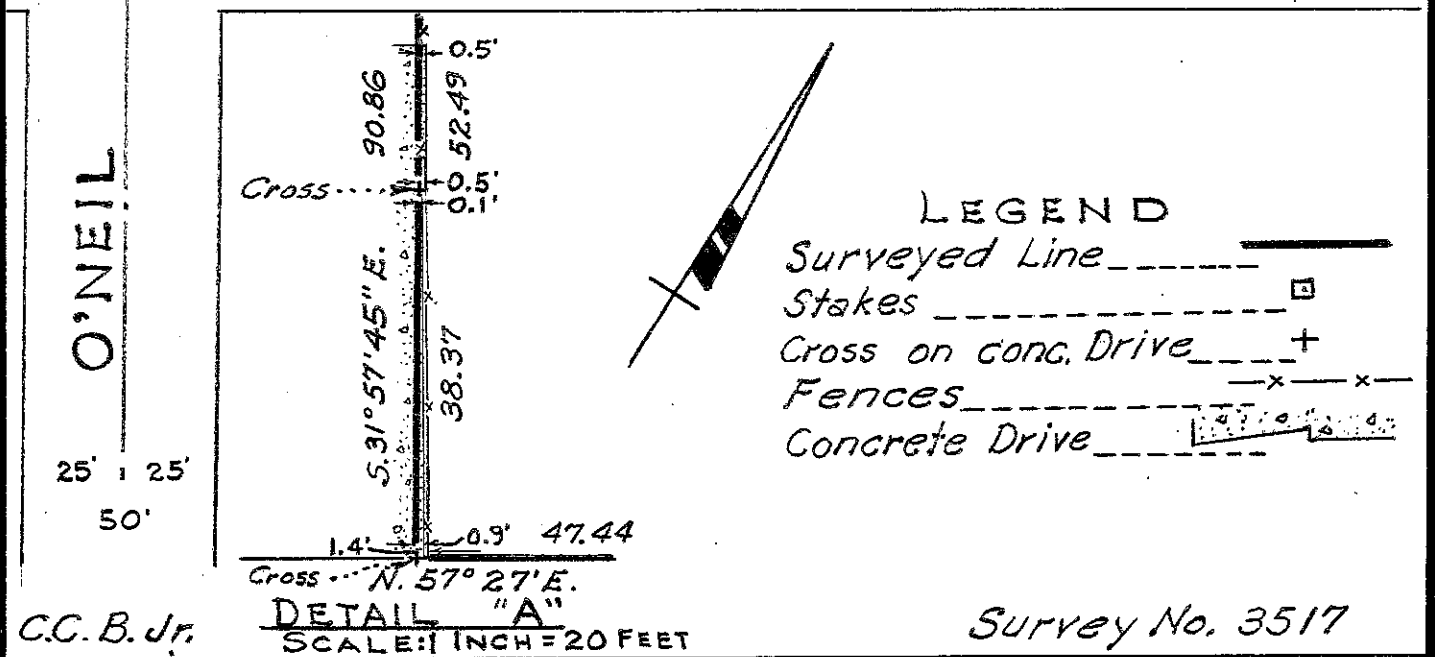 O'NEIL
25' 25'
50'
0.5'
90.86
52.49
Cross
0.5'
0.1'
S.31°57'45"E.
38.37
1.4'
0.9'
47.44
Cross
N. 57° 27'E.
DETAIL "A"
SCALE:1 INCH=20 FEET
C.C. B. Jr.
LEGEND
Surveyed Line
Stakes
Cross on conc. Drive +
Fences
Concrete Drive
Survey No. 3517